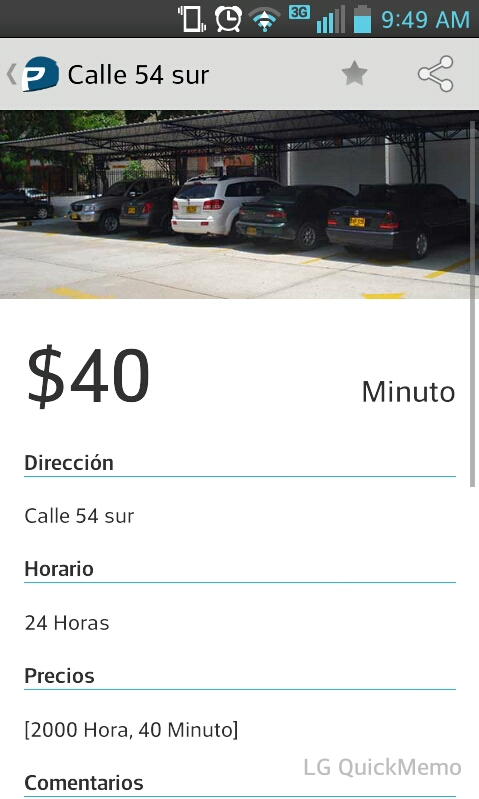 3G
9:49 AM
P
Calle 54 sur
$40
Minuto
Dirección
Calle 54 sur
Horario
24 Horas
Precios
[2000 Hora, 40 Minuto]
LG QuickMemo
Comentarios